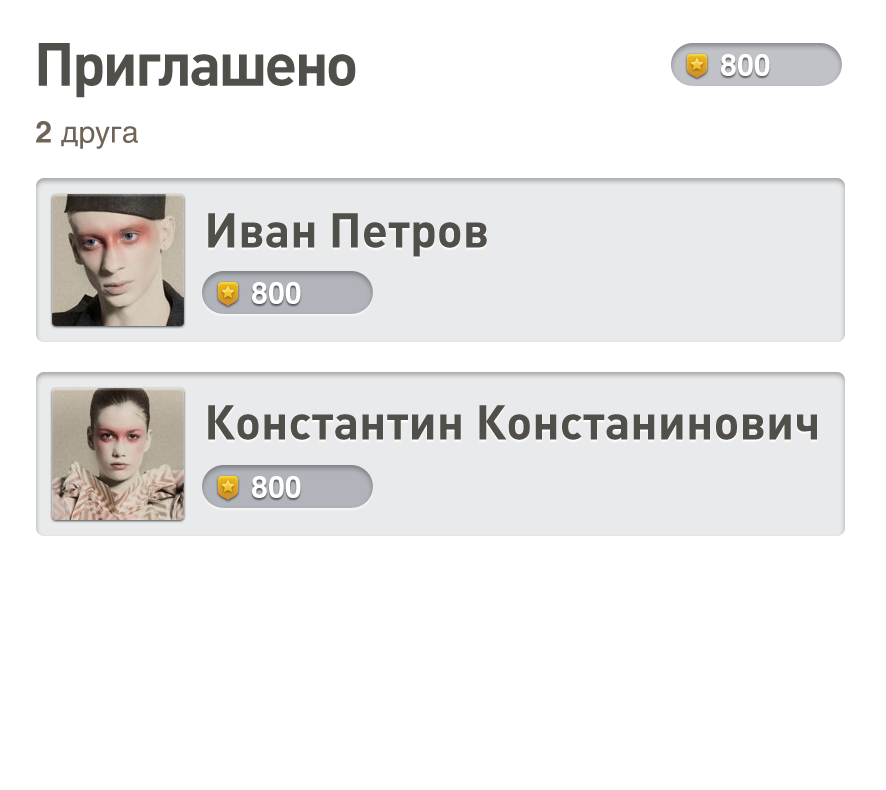 Приглашено
800
2 друга
Иван Петров
800
Константин Констанинович
800